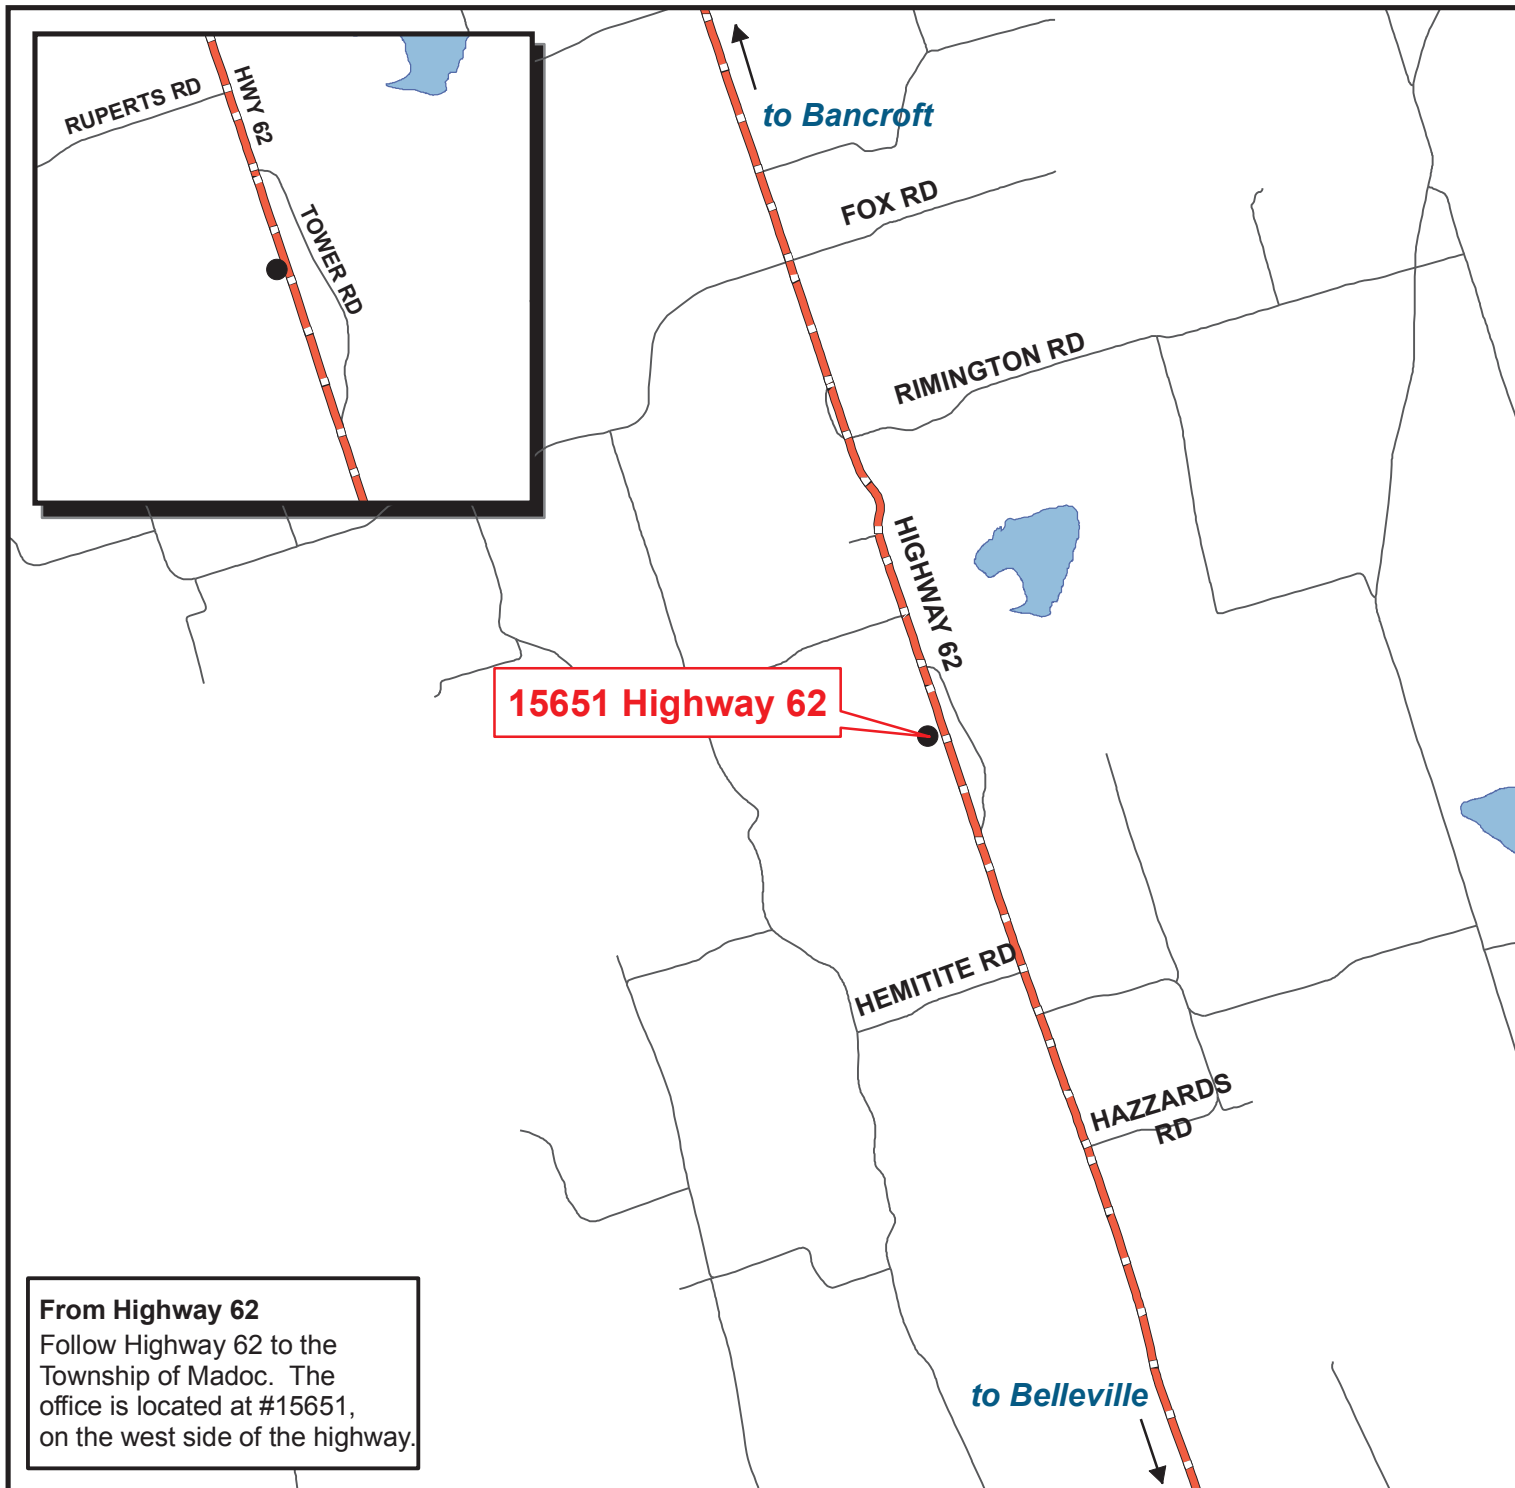 RUPERTS RD
HWY 62
TOWER RD
to Bancroft
FOX RD
RIMINGTON RD
HIGHWAY 62
15651 Highway 62
HEMITITE RD
HAZZARDS
RD
From Highway 62
Follow Highway 62 to the
Township of Madoc. The
office is located at #15651,
on the west side of the highway.
to Belleville